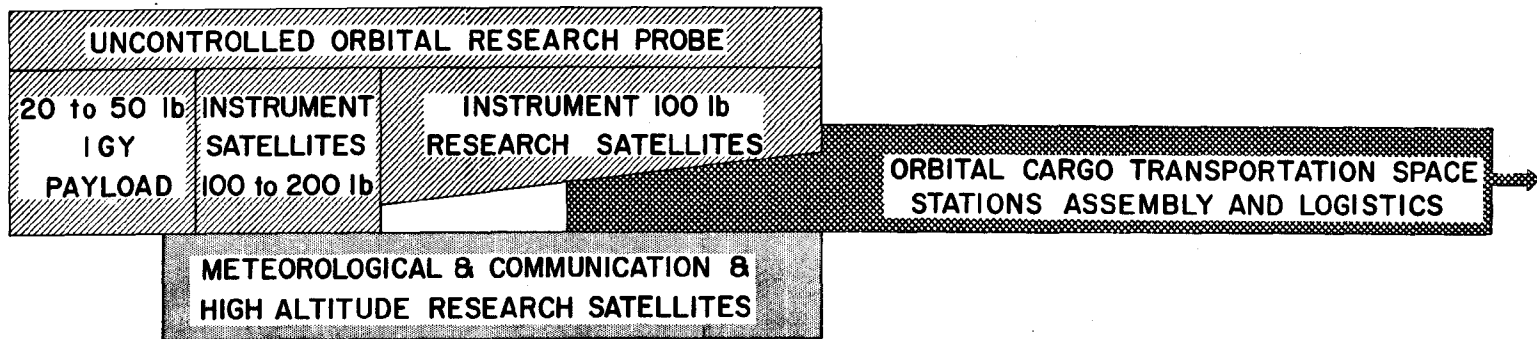 UNCONTROLLED ORBITAL RESEARCH PROBE
20 to 50 lb
IGY
PAYLOAD
INSTRUMENT
SATELLITES
100 to 200 lb
INSTRUMENT 100 lb
RESEARCH SATELLITES
ORBITAL CARGO TRANSPORTATION SPACE
STATIONS ASSEMBLY AND LOGISTICS
METEOROLOGICAL & COMMUNICATION &
HIGH ALTITUDE RESEARCH SATELLITES